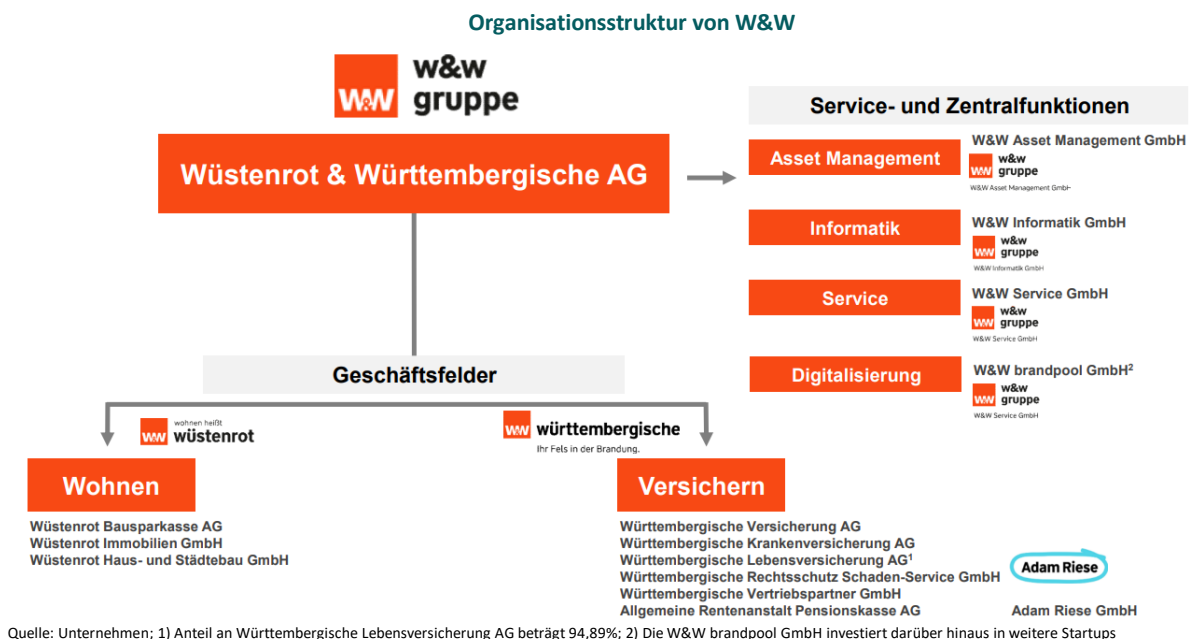 Organisationsstruktur von W&W
W&W
w&w
gruppe
Wüstenrot & Württembergische AG
Service- und Zentralfunktionen
Asset Management
W&W Asset Management GmbH
W&W
w&w
gruppe
W&W Asset Management GmbH
Informatik
W&W Informatik GmbH
W&W
w&w
gruppe
W&W Informatik GmbH
Service
W&W Service GmbH
W&W
w&w
gruppe
W&W Service GmbH
Digitalisierung
W&W brandpool GmbH²
W&W
w&w
gruppe
W&W Service GmbH
Geschäftsfelder
W&W
wohnen heißt
wüstenrot
W&W
württembergische
Ihr Fels in der Brandung.
Wohnen
Wüstenrot Bausparkasse AG
Wüstenrot Immobilien GmbH
Wüstenrot Haus- und Städtebau GmbH
Versichern
Württembergische Versicherung AG
Württembergische Krankenversicherung AG
Württembergische Lebensversicherung AG¹
Württembergische Rechtsschutz Schaden-Service GmbH
Württembergische Vertriebspartner GmbH
Allgemeine Rentenanstalt Pensionskasse AG
Adam Riese
Adam Riese GmbH
Quelle: Unternehmen; 1) Anteil an Württembergische Lebensversicherung AG beträgt 94,89%; 2) Die W&W brandpool GmbH investiert darüber hinaus in weitere Startups